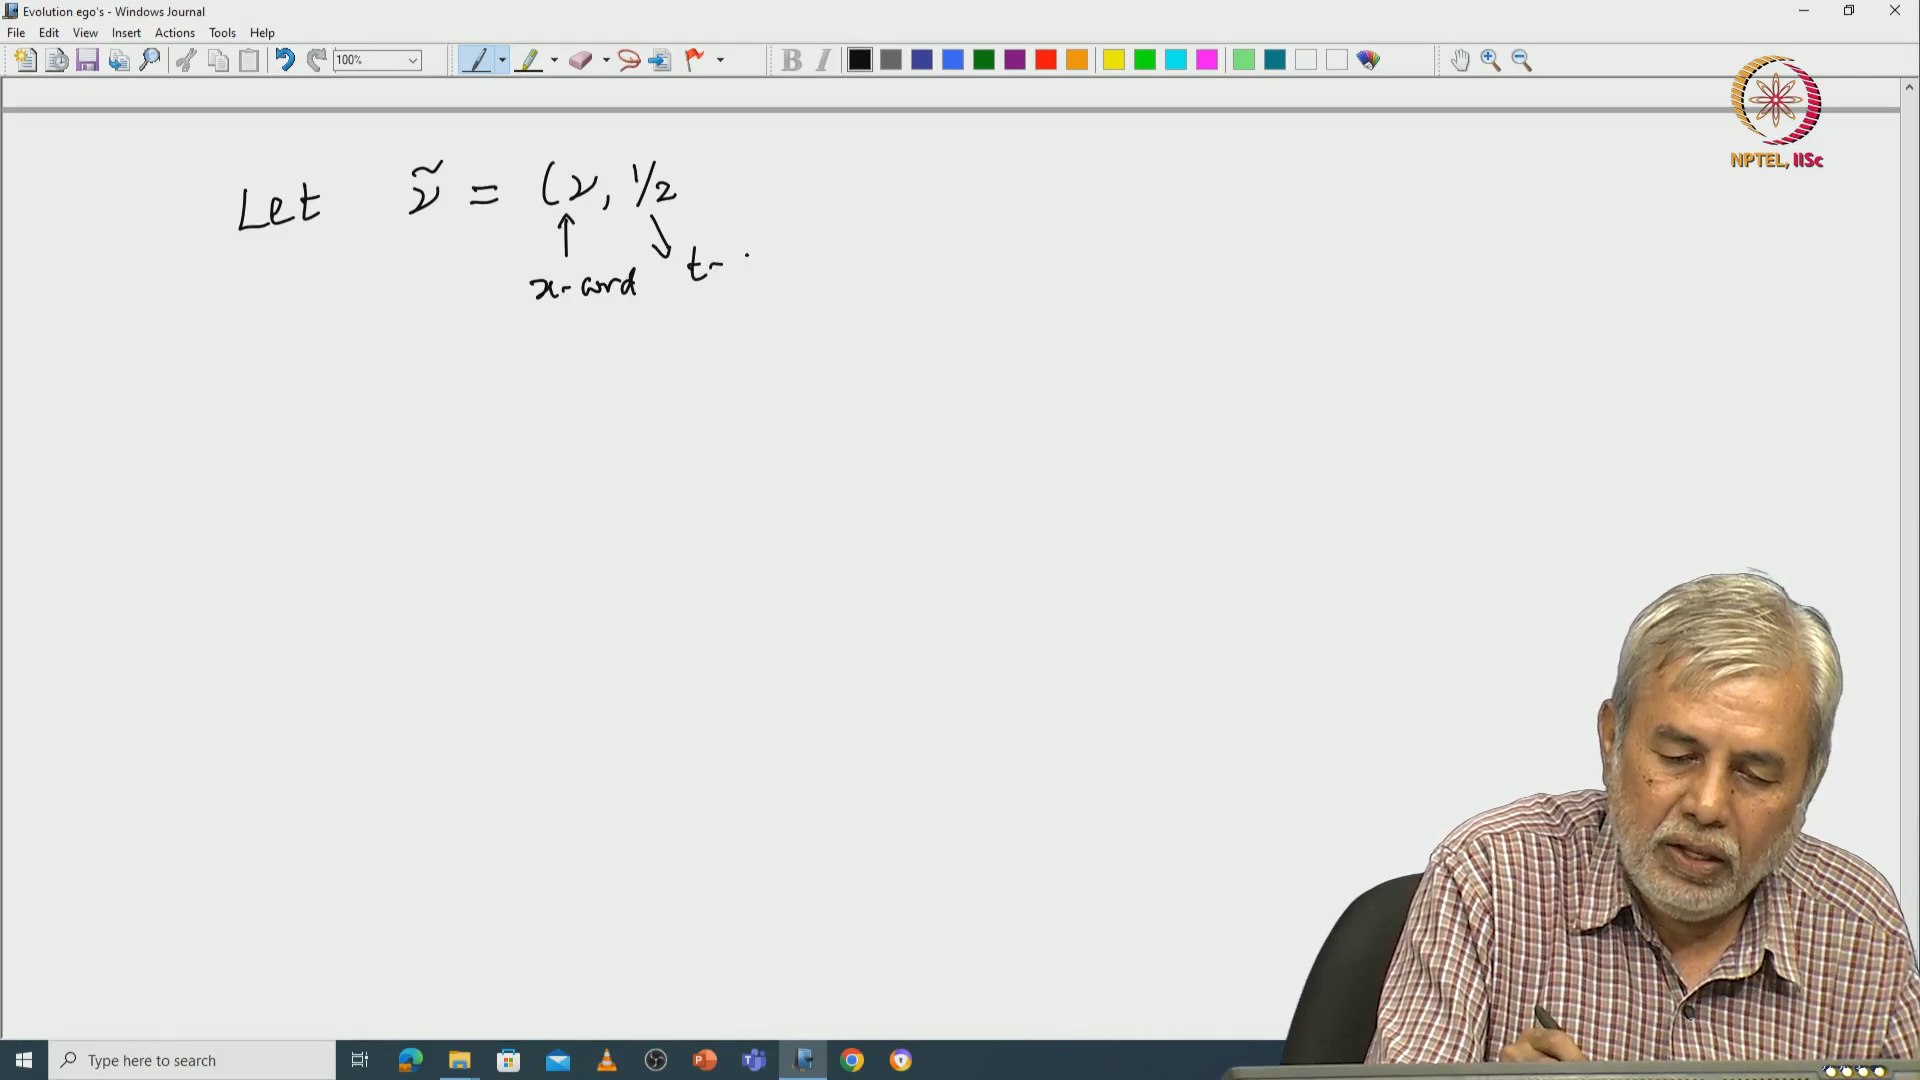 Evolution eqo's - Windows Journal
File Edit View Insert Actions Tools Help
100%
B I
NPTEL, IISc
Let ν̃ = (ν, 1/2
x- cord
t-
Type here to search